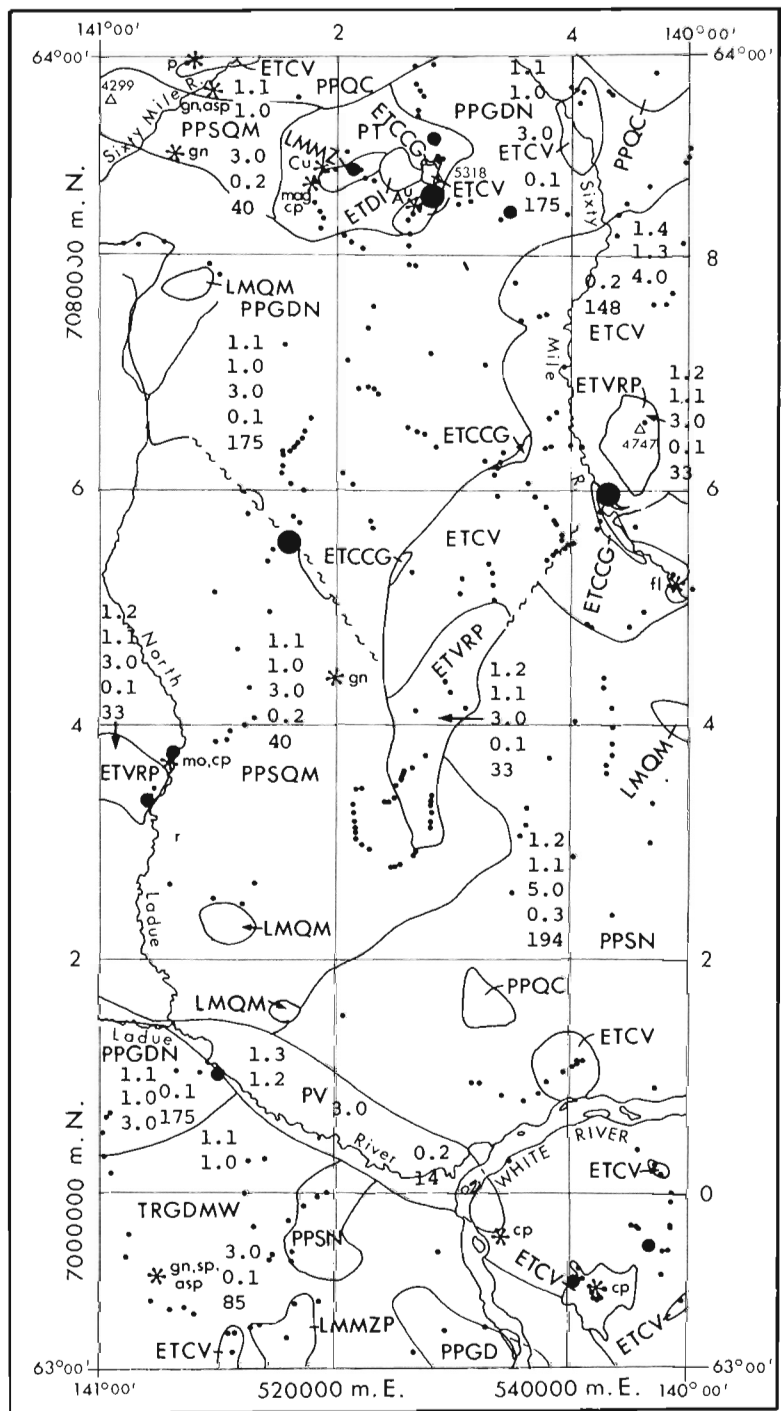 141°00'
2
4
140°00'
64°00'
64°00'
p
ETCV
PPQC
1.1
1.0
4299
gn,asp
1.1
1.0
PPGDN
3.0
Sixty Mile R.
PPSQM
gn
3.0
0.2
40
LMMZ
PT
ETCCG
Cu
mag
cp
ETDI
Au
5318
ETCV
ETCV
0.1
175
PPQC
Sixty
Mile
R
7080000 m. N.
8
LMQM
PPGDN
1.4
1.3
4.0
0.2
148
ETCV
1.1
1.0
3.0
0.1
175
ETVRP
1.2
1.1
3.0
0.1
33
4747
ETCCG
6
6
ETCCG
ETCV
ETCCG
fl
1.2
1.1
3.0
0.1
33
North
1.1
1.0
3.0
0.2
40
gn
ETVRP
1.2
1.1
3.0
0.1
33
4
4
LMQM
ETVRP
mo,cp
PPSQM
r
Ladue
1.2
1.1
5.0
0.3
194
PPSN
LMQM
2
2
LMQM
PPQC
Ladue
PPGDN
1.1
1.0
3.0
0.1
175
1.3
1.2
PV
3.0
River
0.2
14
ETCV
1.1
1.0
WHITE RIVER
ETCV
7000000 m. N.
0
TRGDMW
PPSN
cp
gn,sp,
asp
3.0
0.1
85
ETCV
cp
LMMZP
ETCV
PPGD
ETCV
63°00'
63°00'
141°00'
520000 m.E.
540000 m.E.
140°00'